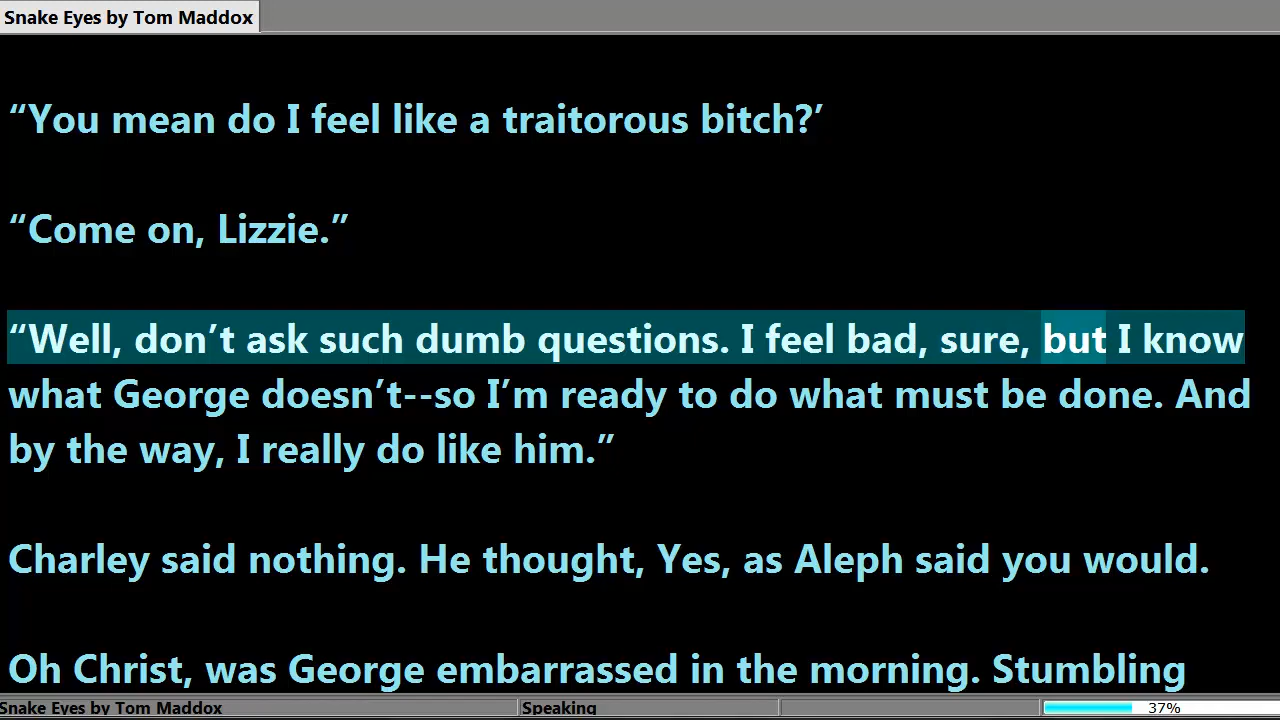 Snake Eyes by Tom Maddox
“You mean do I feel like a traitorous bitch?’
“Come on, Lizzie.”
“Well, don’t ask such dumb questions. I feel bad, sure, but I know
what George doesn’t--so I’m ready to do what must be done. And
by the way, I really do like him.”
Charley said nothing. He thought, Yes, as Aleph said you would.
Oh Christ, was George embarrassed in the morning. Stumbling
Snake Eyes by Tom Maddox
Speaking
37%